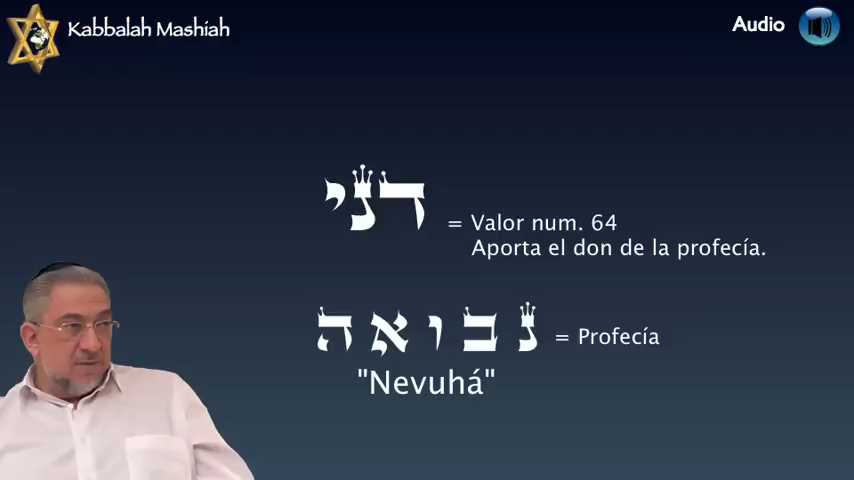 Kabbalah Mashiah
Audio
דני
= Valor num. 64
Aporta el don de la profecía.
נבואה = Profecía
"Nevuhá"